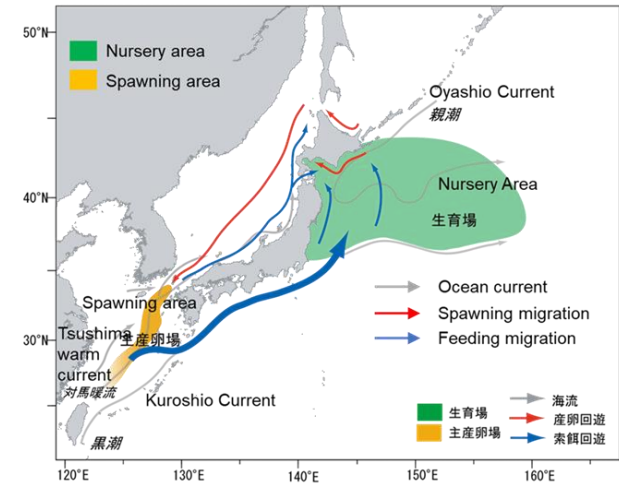 50°N
40°N
30°N
Nursery area
Spawning area
Oyashio Current
親潮
Nursery Area
生育場
Ocean current
Spawning migration
Feeding migration
Spawning area
主産卵場
Tsushima
warm
current
対馬暖流
Kuroshio Current
黒潮
生育場
主産卵場
海流
産卵回遊
索餌回遊
120°E
130°E
140°E
150°E
160°E